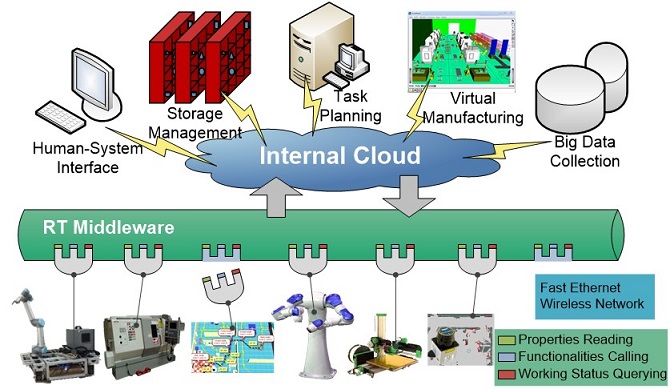 Storage
Management
Task
Planning
Virtual
Manufacturing
Human-System
Interface
Big Data
Collection
Internal Cloud
RT Middleware
Fast Ethernet
Wireless Network
Properties Reading
Functionalities Calling
Working Status Querying